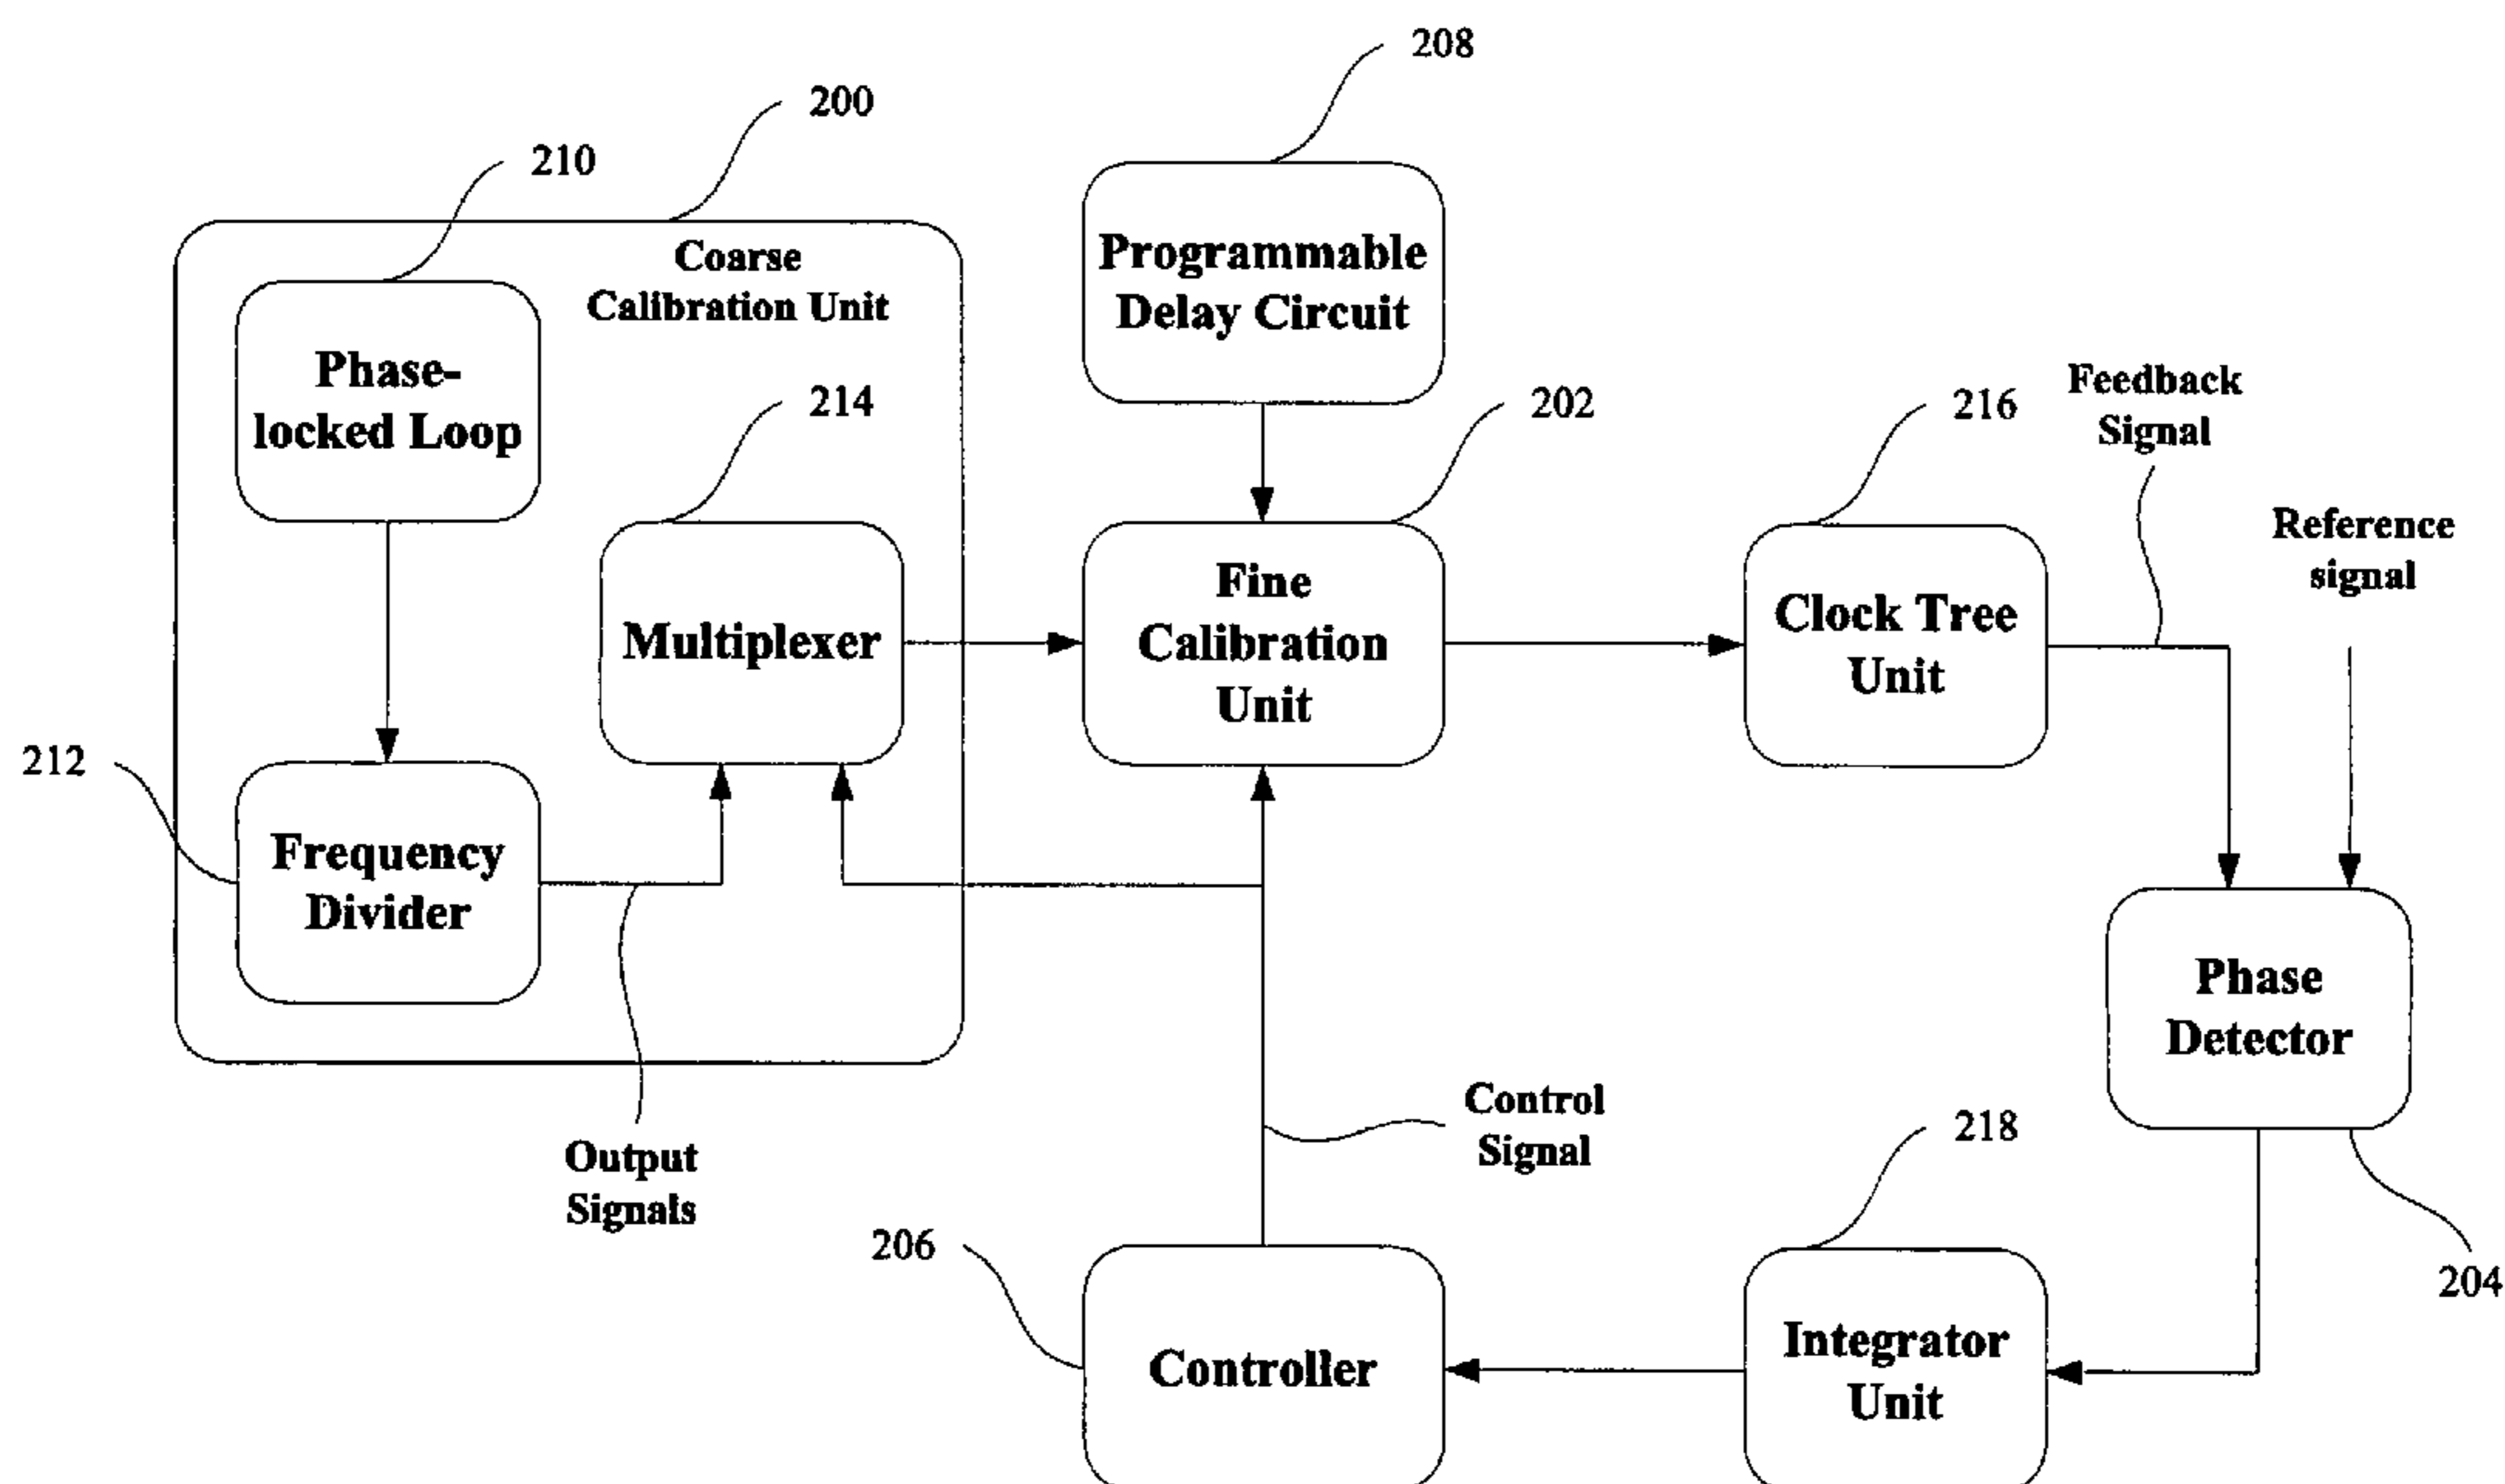 208
200
210
Coarse
Calibration Unit
Programmable
Delay Circuit
Phase-
locked Loop
214
202
216
Feedback
Signal
Reference
signal
Multiplexer
Fine
Calibration
Unit
Clock Tree
Unit
212
Frequency
Divider
Phase
Detector
Output
Signals
Control
Signal
218
206
204
Controller
Integrator
Unit